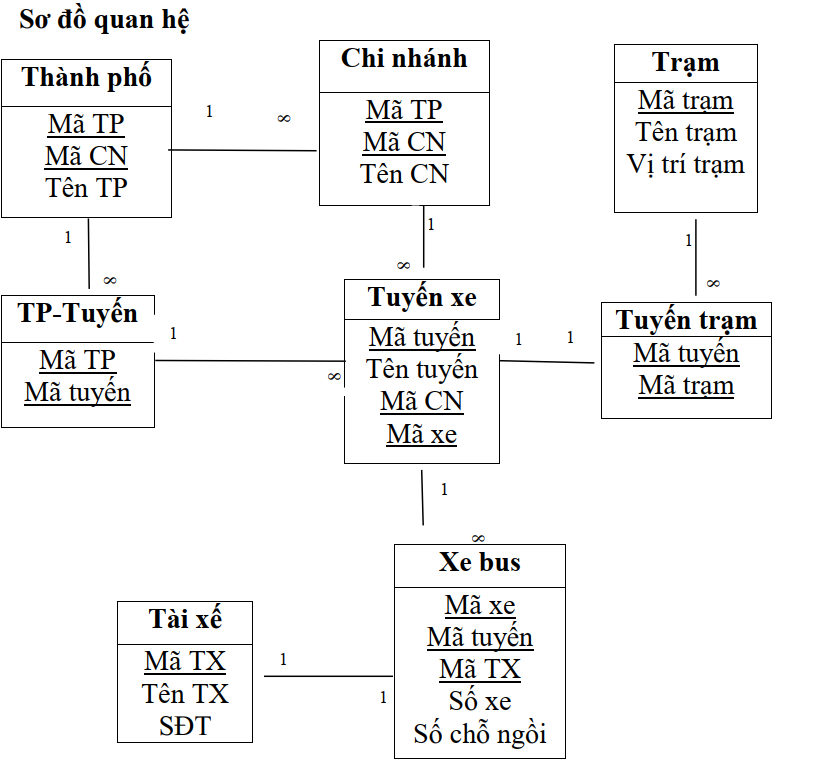 Sơ đồ quan hệ
Thành phố
Mã TP
Mã CN
Tên TP
1
∞
Chi nhánh
Mã TP
Mã CN
Tên CN
Trạm
Mã trạm
Tên trạm
Vị trí trạm
1
∞
1
∞
1
∞
TP-Tuyến
Mã TP
Mã tuyến
1
∞
Tuyến xe
Mã tuyến
Tên tuyến
Mã CN
Mã xe
1
1
Tuyến trạm
Mã tuyến
Mã trạm
1
∞
Tài xế
Mã TX
Tên TX
SĐT
1
1
Xe bus
Mã xe
Mã tuyến
Mã TX
Số xe
Số chỗ ngồi